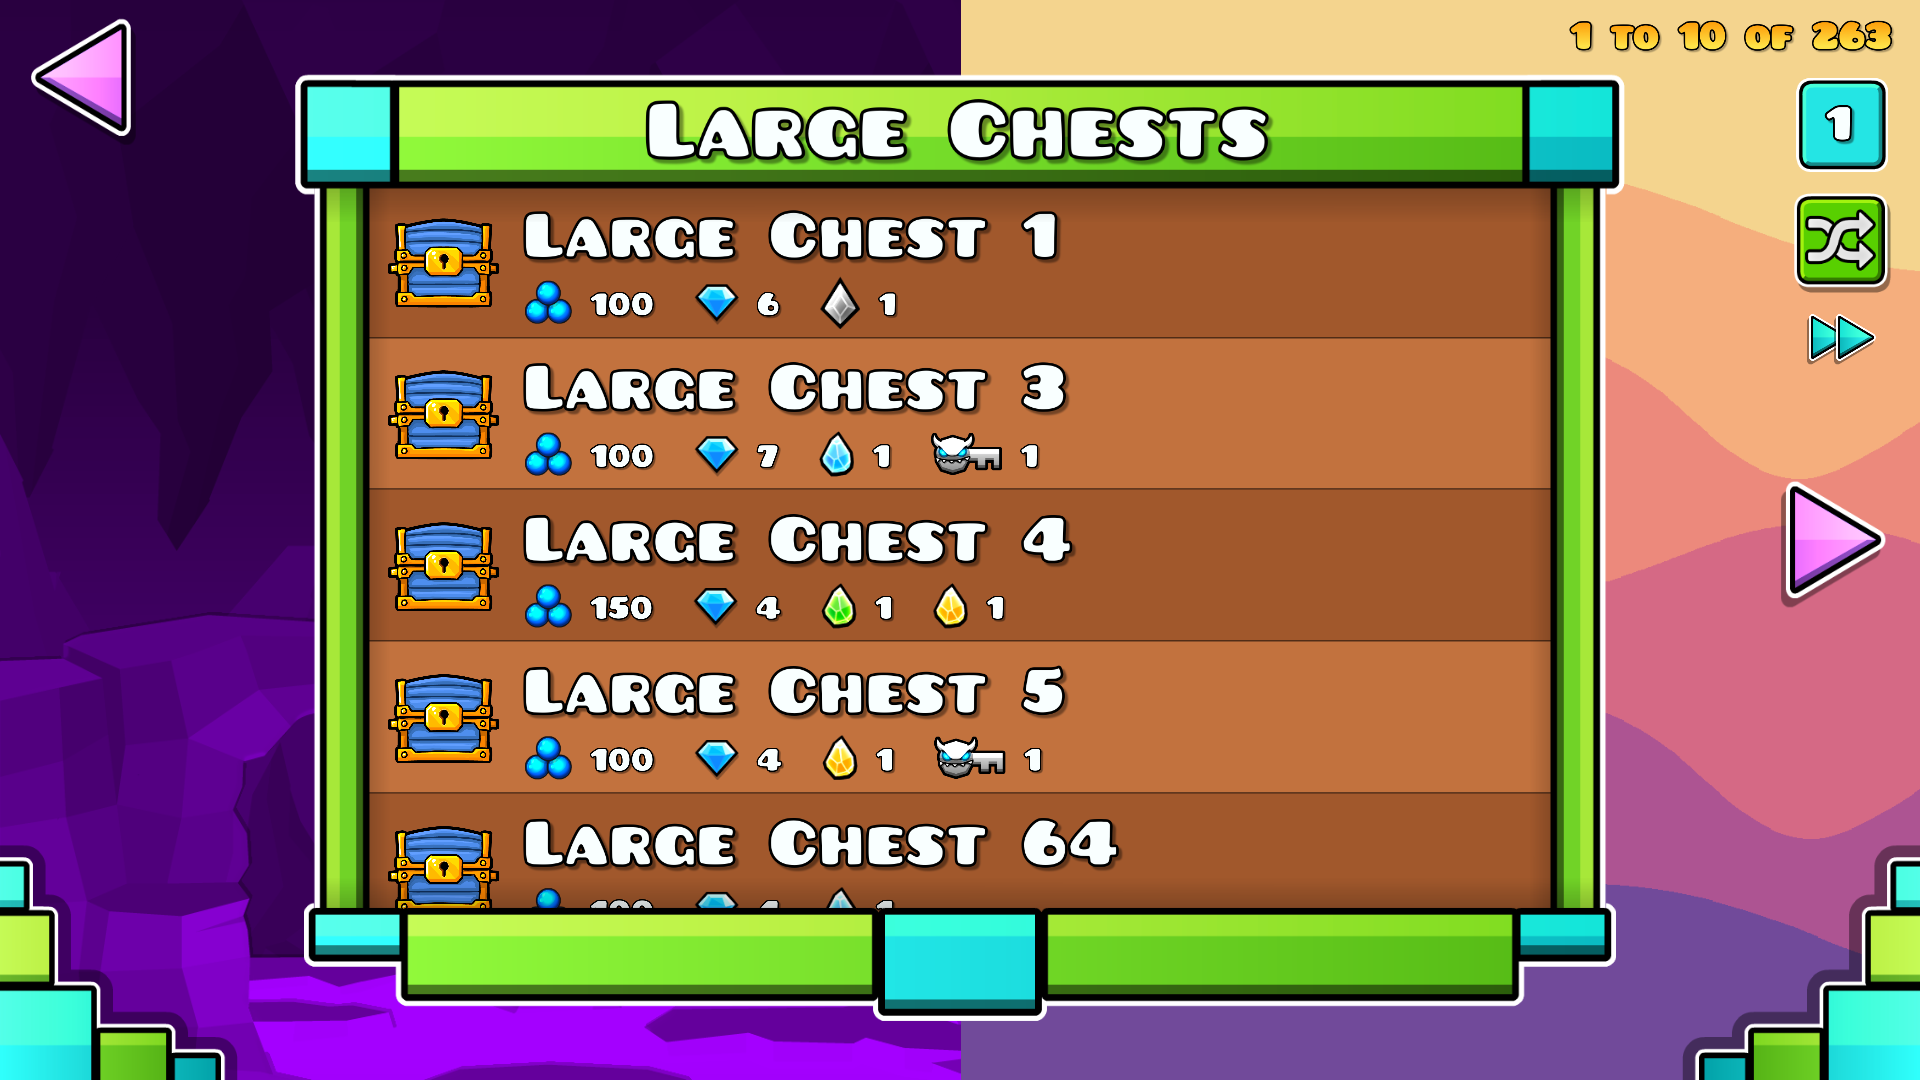 1 TO 10 OF 263
LARGE CHESTS
1
LARGE CHEST 1
100 6 1
LARGE CHEST 3
100 7 1 1
LARGE CHEST 4
150 4 1 1
LARGE CHEST 5
100 4 1 1
LARGE CHEST 64